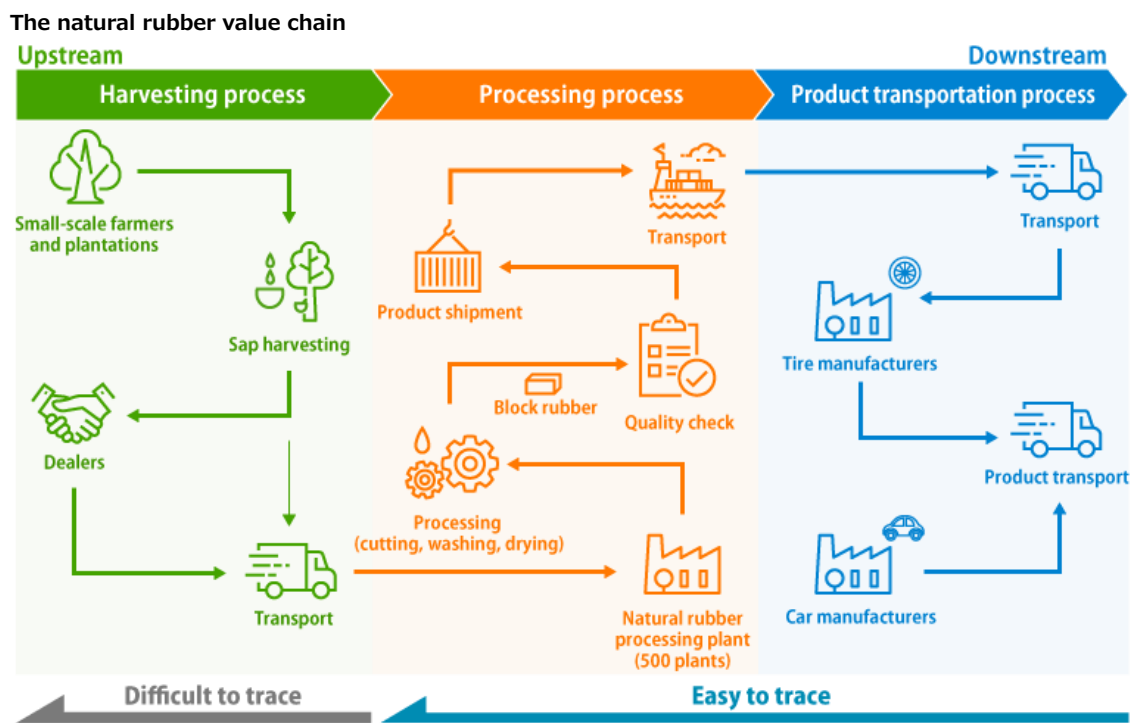 The natural rubber value chain
Upstream
Downstream
Harvesting process
Processing process
Product transportation process
Small-scale farmers
and plantations
Sap harvesting
Dealers
Transport
Transport
Product shipment
Block rubber
Quality check
Processing
(cutting, washing, drying)
Natural rubber
processing plant
(500 plants)
Transport
Tire manufacturers
Product transport
Car manufacturers
Difficult to trace
Easy to trace